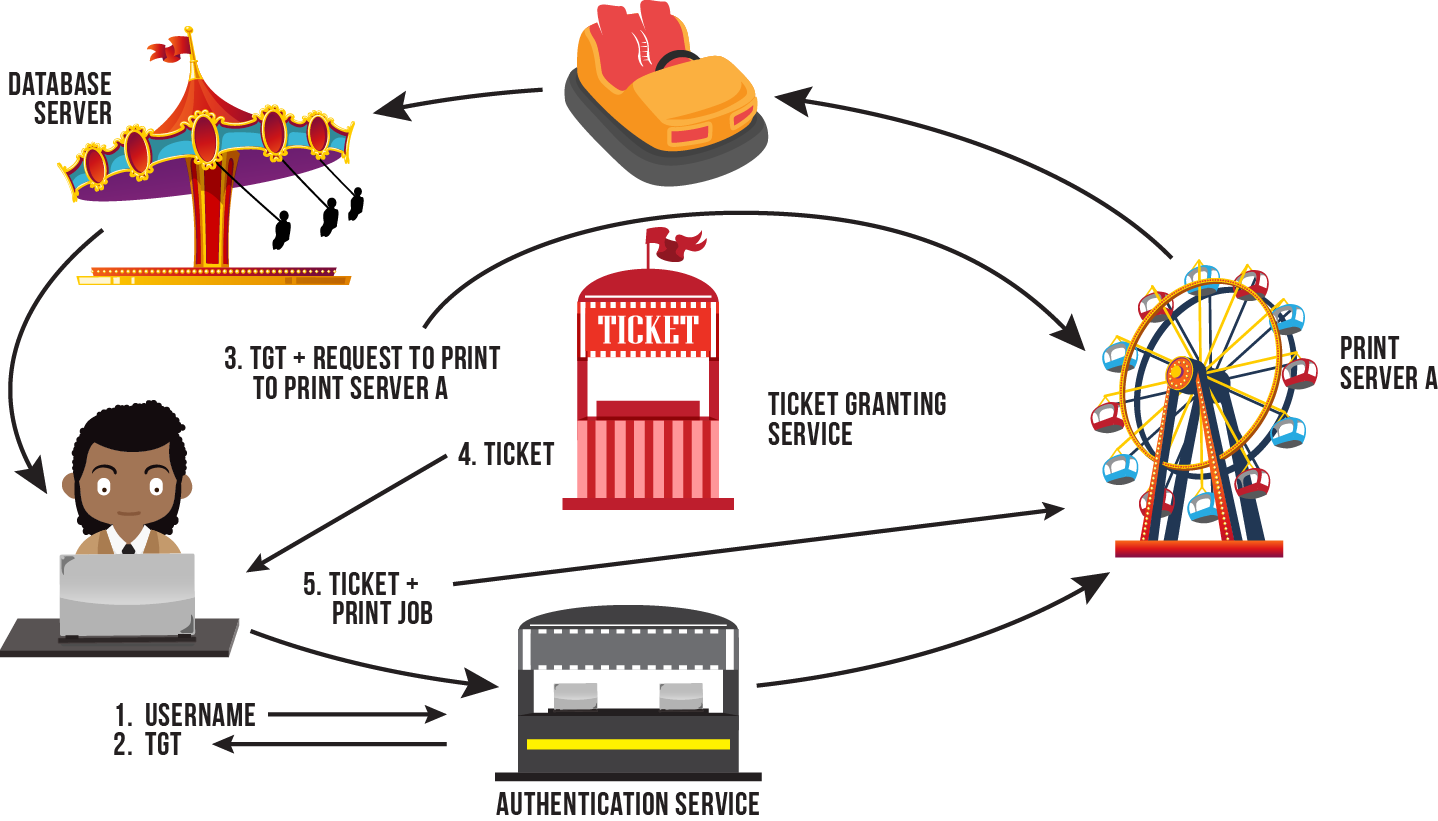 DATABASE
SERVER
TICKET
3. TGT + REQUEST TO PRINT
TO PRINT SERVER A
PRINT
SERVER A
TICKET GRANTING
SERVICE
4. TICKET
5. TICKET +
PRINT JOB
1. USERNAME
2. TGT
AUTHENTICATION SERVICE